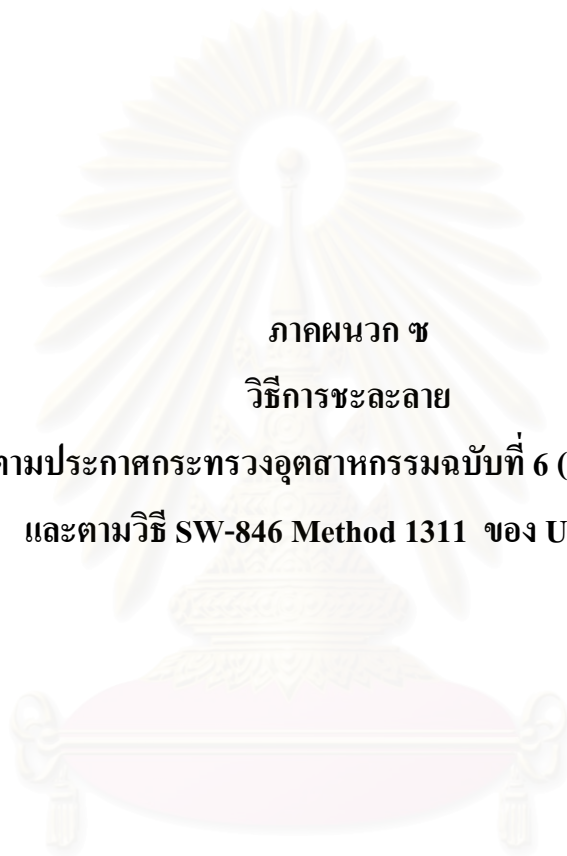 ภาคผนวก ซ
วิธีการชะละลาย
ตามประกาศกระทรวงอุตสาหกรรมฉบับที่ 6 (
และตามวิธี SW-846 Method 1311 ของ U